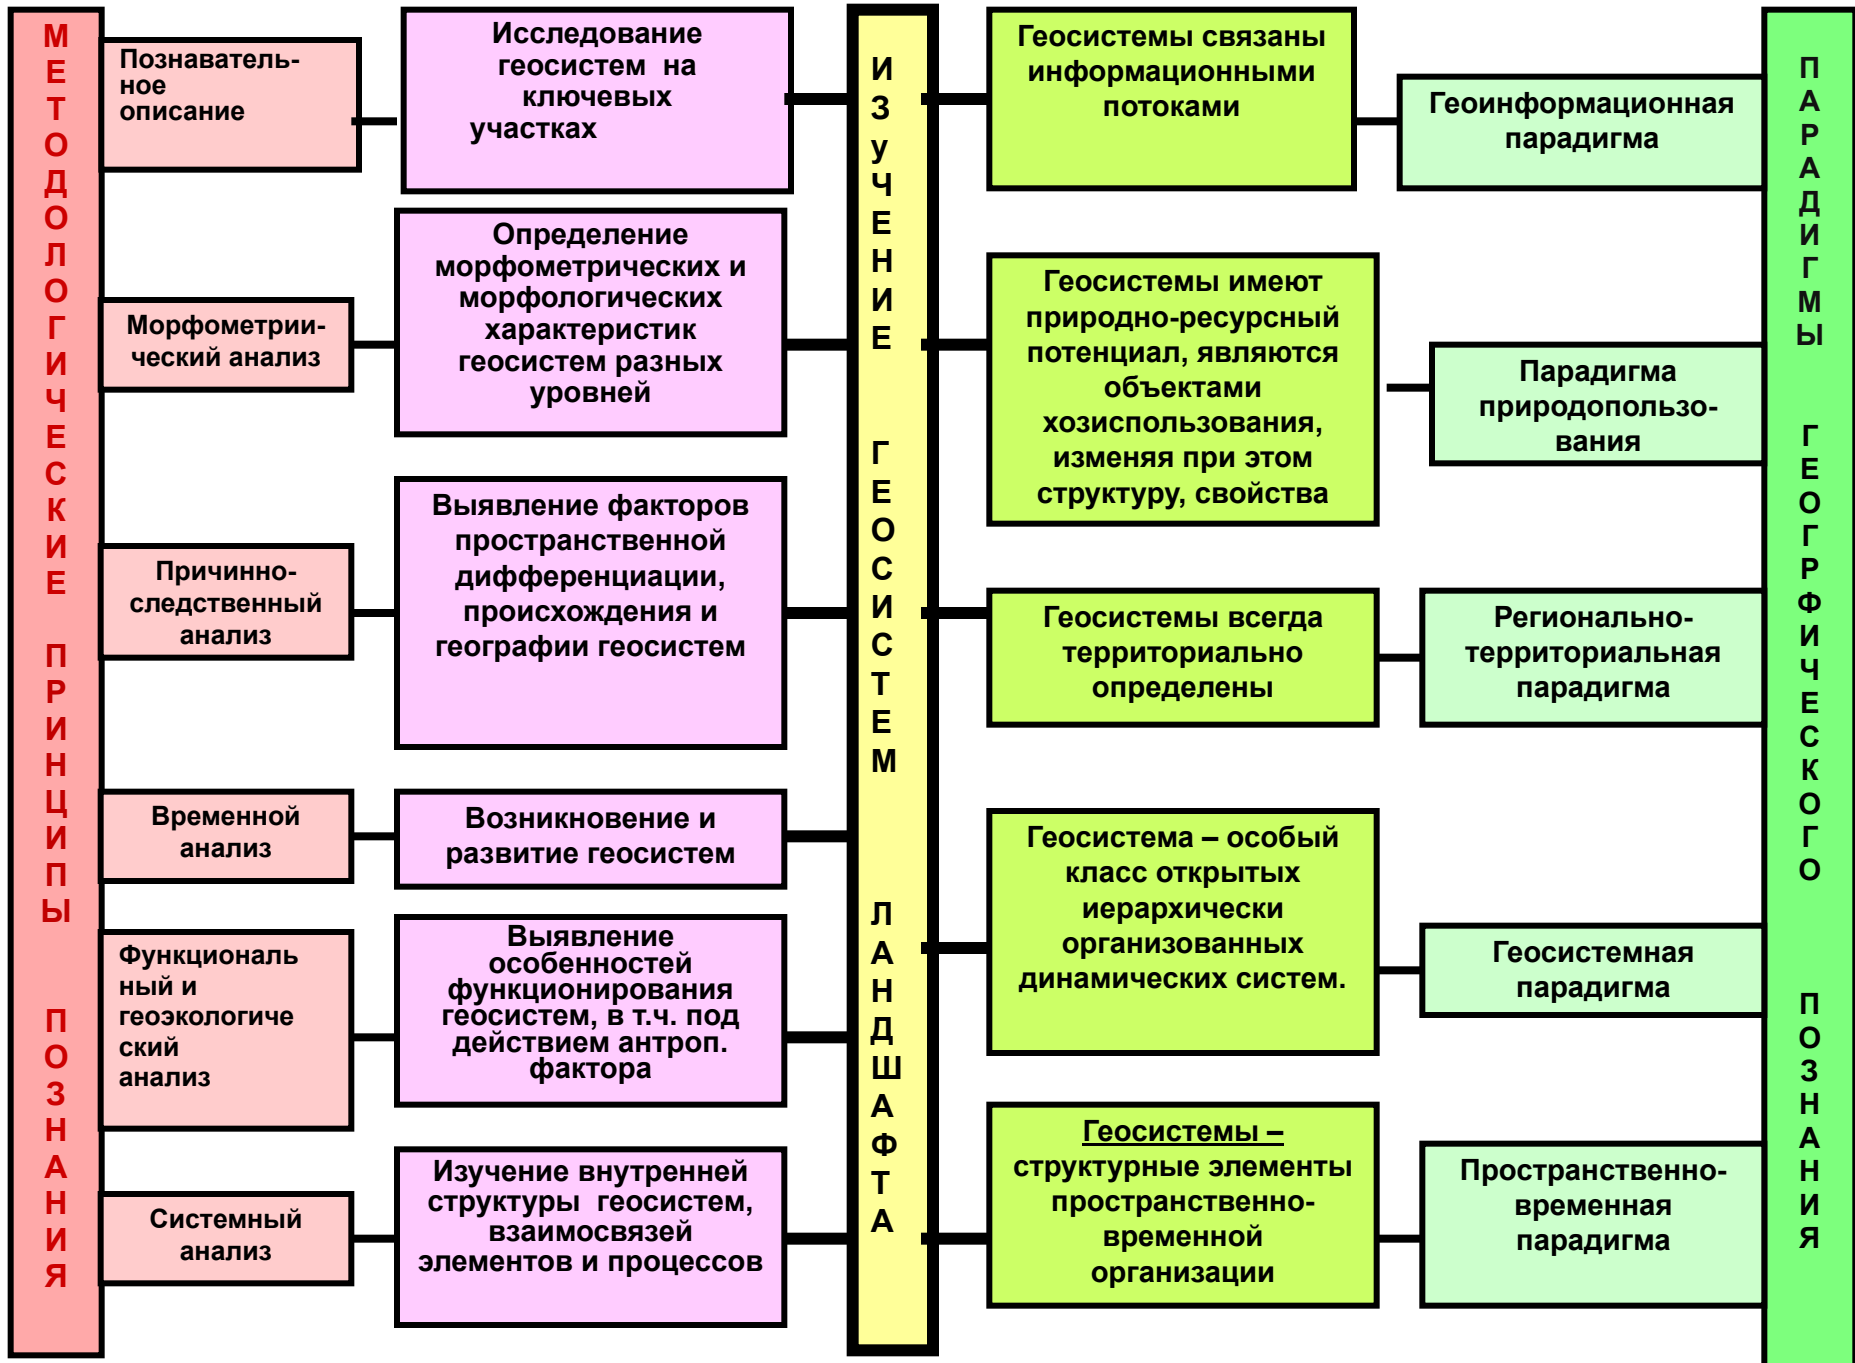 МЕТОДОЛОГИЧЕСКИЕ ПРИНЦИПЫ ПОЗНАНИЯ
Познаватель-
ное
описание
Исследование
геосистем на
ключевых
участках
Морфометрии-
ческий анализ
Определение
морфометрических и
морфологических
характеристик
геосистем разных
уровней
Причинно-
следственный
анализ
Выявление факторов
пространственной
дифференциации,
происхождения и
географии геосистем
Временной
анализ
Возникновение и
развитие геосистем
Функциональ
ный и
геоэкологиче
ский
анализ
Выявление
особенностей
функционирования
геосистем, в т.ч. под
действием антроп.
фактора
Системный
анализ
Изучение внутренней
структуры геосистем,
взаимосвязей
элементов и процессов
ИЗуЧЕНИЕ ГЕОСИСТЕМ ЛАНДШАФТА
Геосистемы связаны
информационными
потоками
Геоинформационная
парадигма
Геосистемы имеют
природно-ресурсный
потенциал, являются
объектами
хозиспользования,
изменяя при этом
структуру, свойства
Парадигма
природопользо-
вания
Геосистемы всегда
территориально
определены
Регионально-
территориальная
парадигма
Геосистема – особый
класс открытых
иерархически
организованных
динамических систем.
Геосистемная
парадигма
Геосистемы –
структурные элементы
пространственно-
временной
организации
Пространственно-
временная
парадигма
ПАРАДИГМЫ ГЕОГРФИЧЕСКОГО ПОЗНАНИЯ